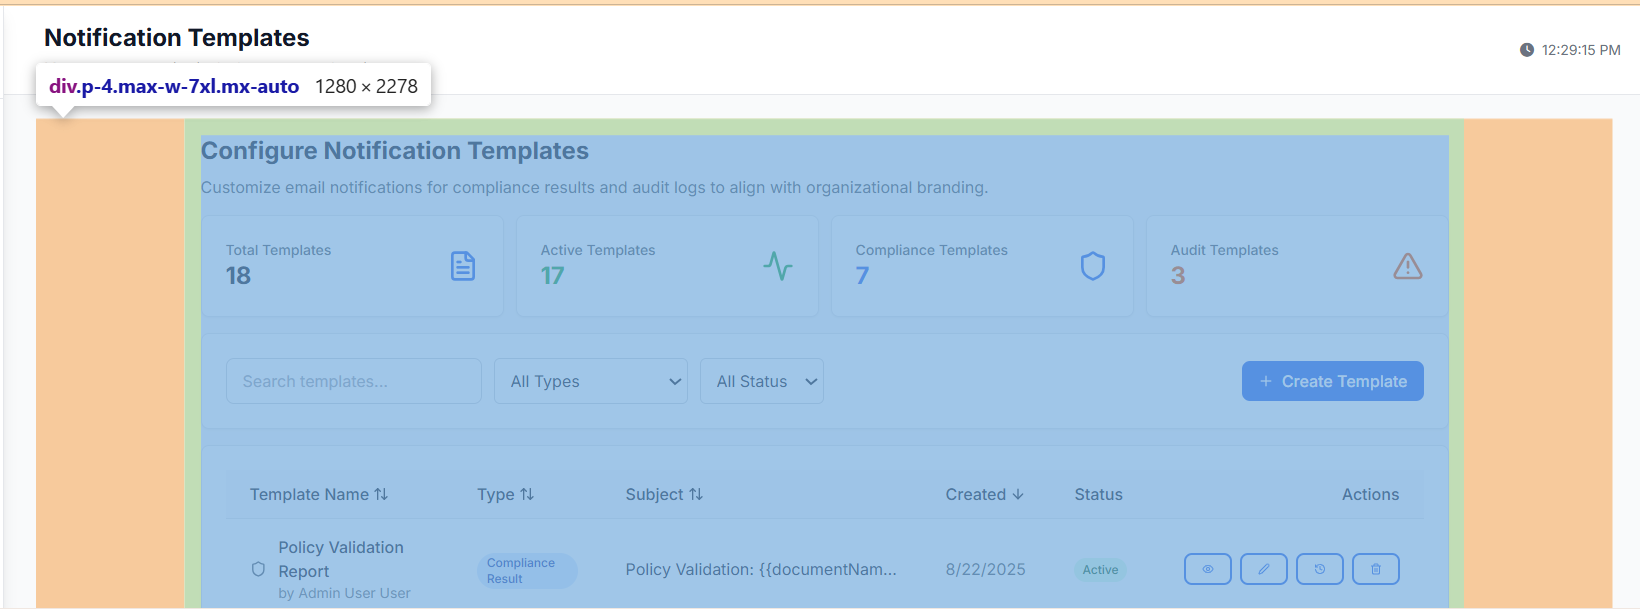 Notification Templates
12:29:15 PM
div.p-4.max-w-7xl.mx-auto 1280 × 2278
Configure Notification Templates
Customize email notifications for compliance results and audit logs to align with organizational branding.
Total Templates
18
Active Templates
17
Compliance Templates
7
Audit Templates
3
Search templates...
All Types
All Status
+ Create Template
Template Name Type Subject Created Status Actions
Policy Validation
Report
by Admin User User
Compliance
Result
Policy Validation: {{documentNam...
8/22/2025
Active